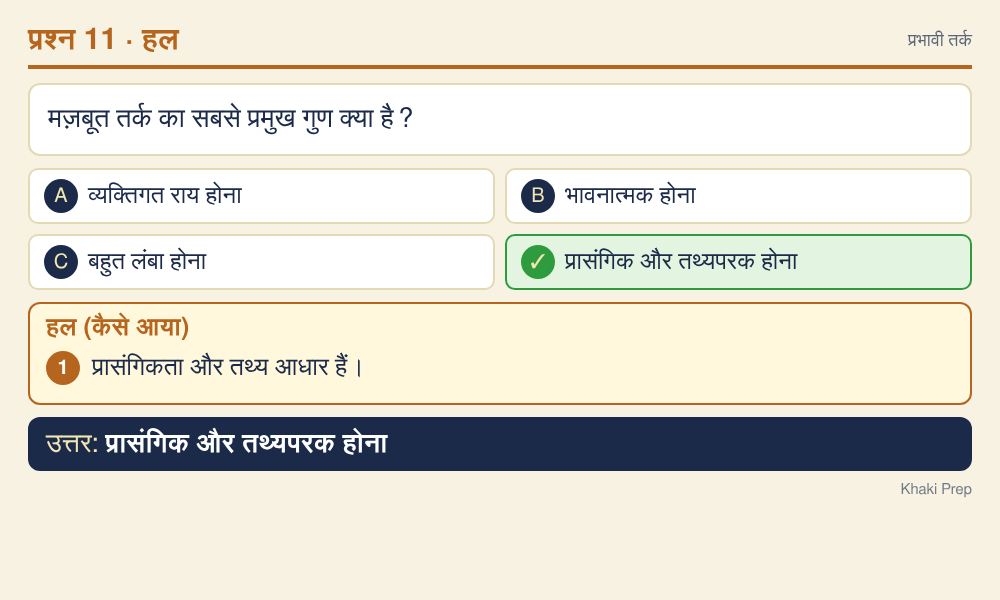 प्रश्न 11 · हल
प्रभावी तर्क
मज़बूत तर्क का सबसे प्रमुख गुण क्या है ?
A व्यक्तिगत राय होना
B भावनात्मक होना
C बहुत लंबा होना
✓ प्रासंगिक और तथ्यपरक होना
हल (कैसे आया)
1 प्रासंगिकता और तथ्य आधार हैं।
उत्तर: प्रासंगिक और तथ्यपरक होना
Khaki Prep